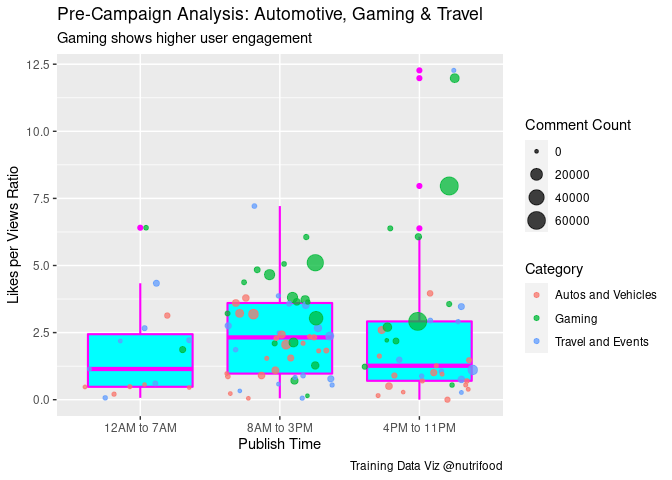 Pre-Campaign Analysis: Automotive, Gaming & Travel
Gaming shows higher user engagement
Likes per Views Ratio
12.5
10.0
7.5
5.0
2.5
0.0
12AM to 7AM
8AM to 3PM
4PM to 11PM
Publish Time
Comment Count
0
20000
40000
60000
Category
Autos and Vehicles
Gaming
Travel and Events
Training Data Viz @nutrifood